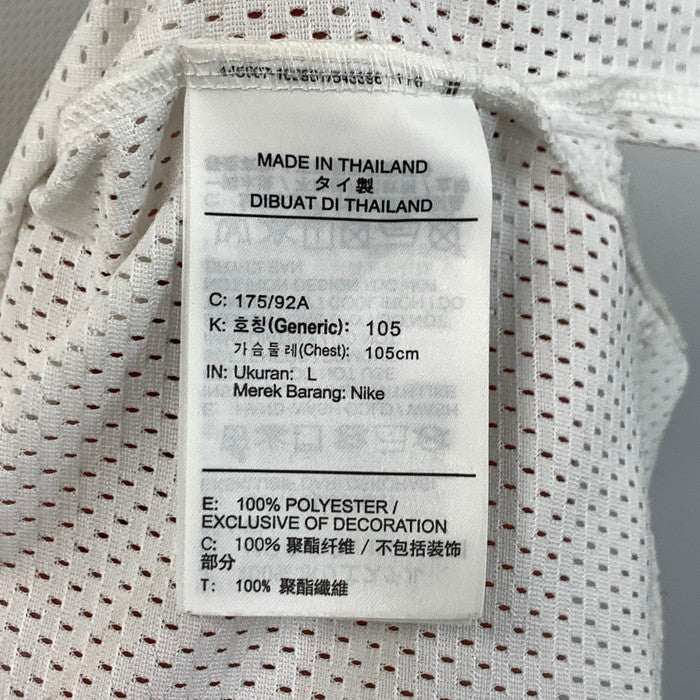 MADE IN THAILAND
タイ製
DIBUAT DI THAILAND
C: 175/92A
K: 호칭(Generic): 105
가슴둘레(Chest): 105cm
IN: Ukuran: L
Merek Barang: Nike
E: 100% POLYESTER /
EXCLUSIVE OF DECORATION
C: 100% 聚酯纤维 / 不包括装饰
部分
T: 100% 聚酯纖維